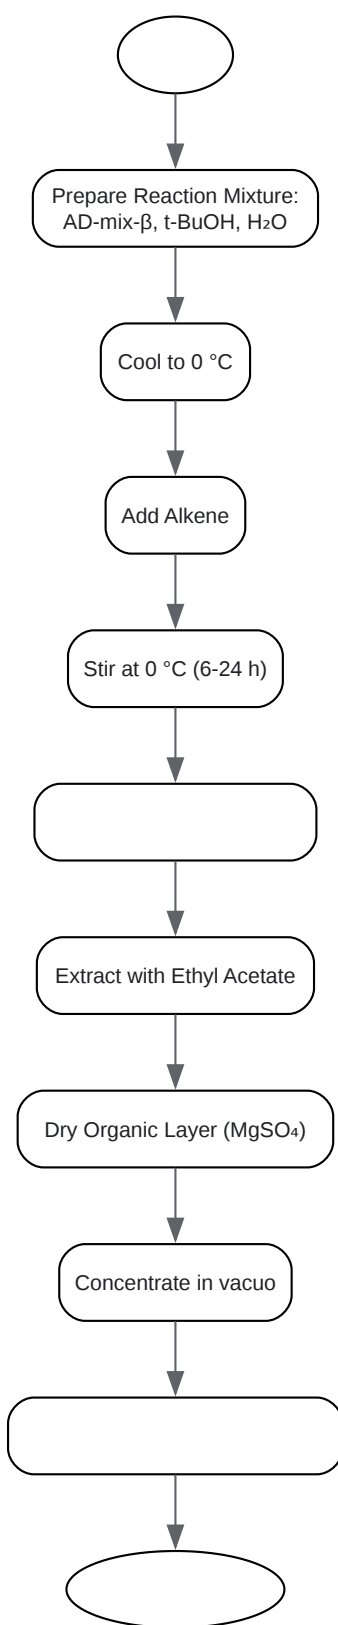 Prepare Reaction Mixture:
AD-mix-β, t-BuOH, H₂O
Cool to 0 °C
Add Alkene
Stir at 0 °C (6-24 h)
Extract with Ethyl Acetate
Dry Organic Layer (MgSO₄)
Concentrate in vacuo